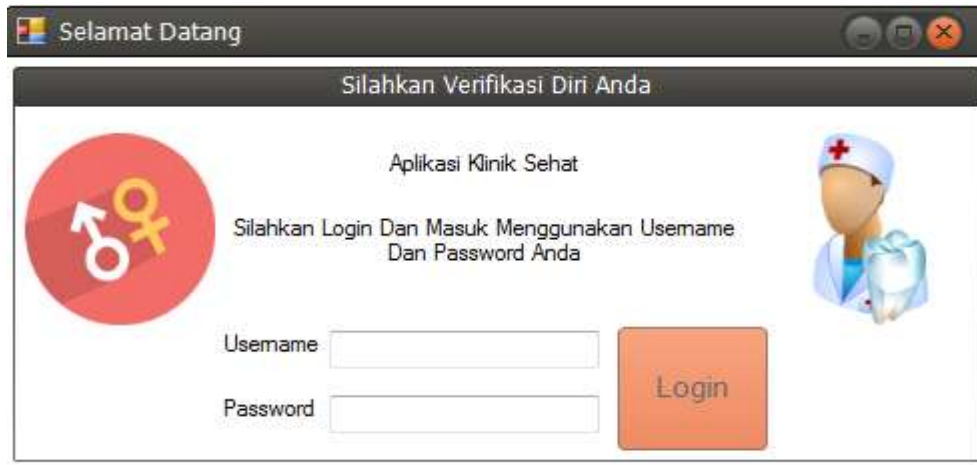 Selamat Datang
Silahkan Verifikasi Diri Anda
Aplikasi Klinik Sehat
Silahkan Login Dan Masuk Menggunakan Username
Dan Password Anda
Username
Login
Password